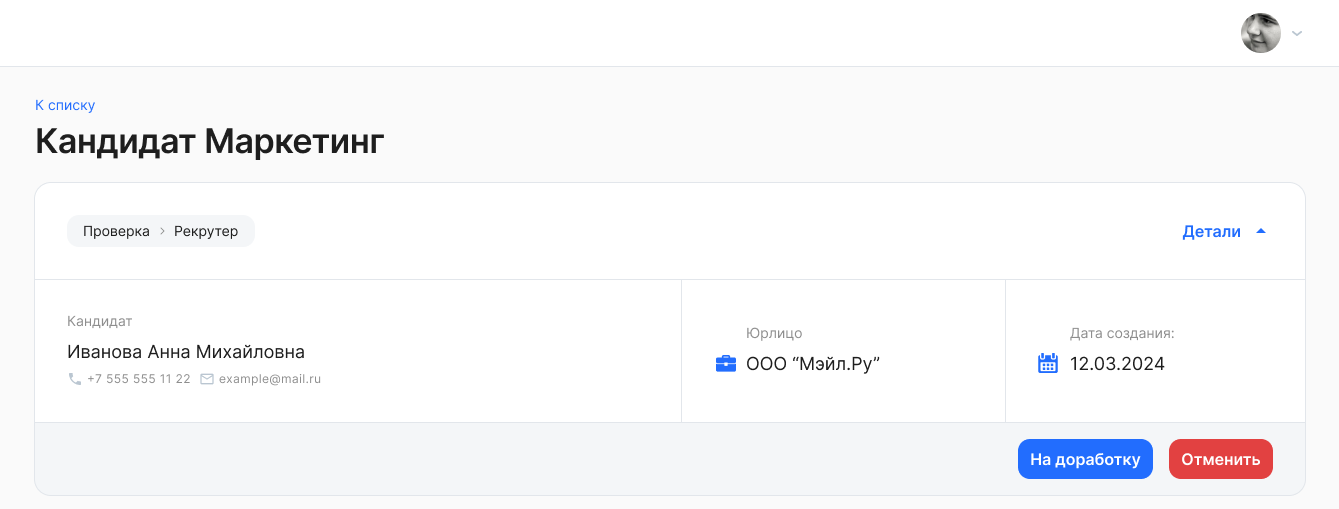 К списку
Кандидат Маркетинг
Проверка > Рекрутер
Детали
Кандидат
Иванова Анна Михайловна
+7 555 555 11 22 example@mail.ru
Юрлицо
ООО “Мэйл.Ру”
Дата создания:
12.03.2024
На доработку
Отменить